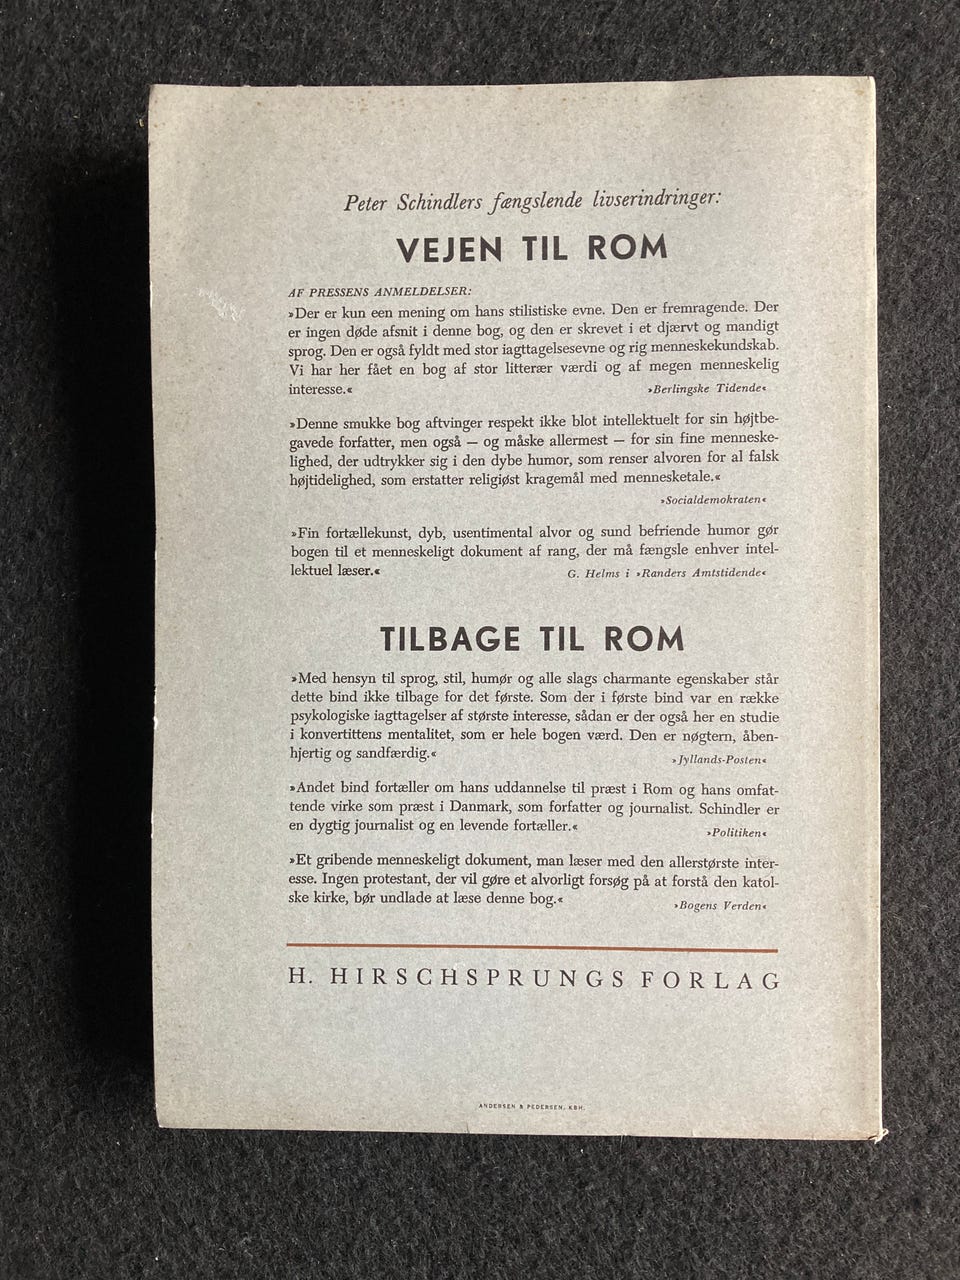 Peter Schindlers fængslende livserindringer:
VEJEN TIL ROM
AF PRESSENS ANMELDELSER:
»Der er kun een mening om hans stilistiske evne. Den er fremragende. Der
er ingen døde afsnit i denne bog, og den er skrevet i et djærvt og mandigt
sprog. Den er også fyldt med stor iagttagelsesevne og rig menneskekundskab.
Vi har her fået en bog af stor litterær værdi og af megen menneskelig
interesse.« »Berlingske Tidende«
»Denne smukke bog aftvinger respekt ikke blot intellektuelt for sin højtbe-
gavede forfatter, men også — og måske allermest — for sin fine menneske-
lighed, der udtrykker sig i den dybe humor, som renser alvoren for al falsk
højtidelighed, som erstatter religiøst kragemål med mennesketale.«
»Socialdemokraten«
»Fin fortællekunst, dyb, usentimental alvor og sund befriende humor gør
bogen til et menneskeligt dokument af rang, der må fængsle enhver intel-
lektuel læser.« G. Helms i »Randers Amtstidende«
TILBAGE TIL ROM
»Med hensyn til sprog, stil, humør og alle slags charmante egenskaber står
dette bind ikke tilbage for det første. Som der i første bind var en række
psykologiske iagttagelser af største interesse, sådan er der også her en studie
i konvertittens mentalitet, som er hele bogen værd. Den er nøgtern, åben-
hjertig og sandfærdig.« »Jyllands-Posten«
»Andet bind fortæller om hans uddannelse til præst i Rom og hans omfat-
tende virke som præst i Danmark, som forfatter og journalist. Schindler er
en dygtig journalist og en levende fortæller.« »Politiken«
»Et gribende menneskeligt dokument, man læser med den allerstørste inter-
esse. Ingen protestant, der vil gøre et alvorligt forsøg på at forstå den katol-
ske kirke, bør undlade at læse denne bog.« »Bogens Verden«
H. HIRSCHSPRUNGS FORLAG
ANDERSEN & PEDERSEN, KBH.